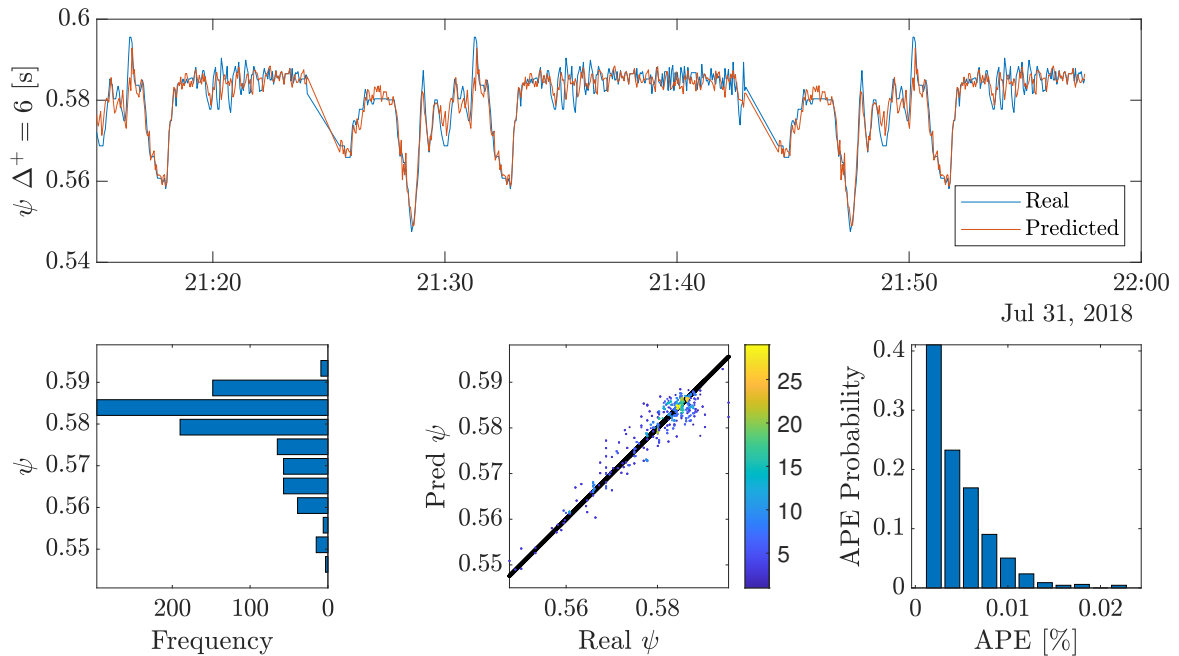 0.6
0.58
0.56
0.54
ψ Δ⁺ = 6 [s]
Real
Predicted
21:20 21:30 21:40 21:50 22:00
Jul 31, 2018
0.59
0.58
0.57
0.56
0.55
ψ
200 100 0
Frequency
0.59
0.58
0.57
0.56
0.55
Pred ψ
0.56 0.58
Real ψ
25
20
15
10
5
0.4
0.3
0.2
0.1
0
APE Probability
0 0.01 0.02
APE [%]